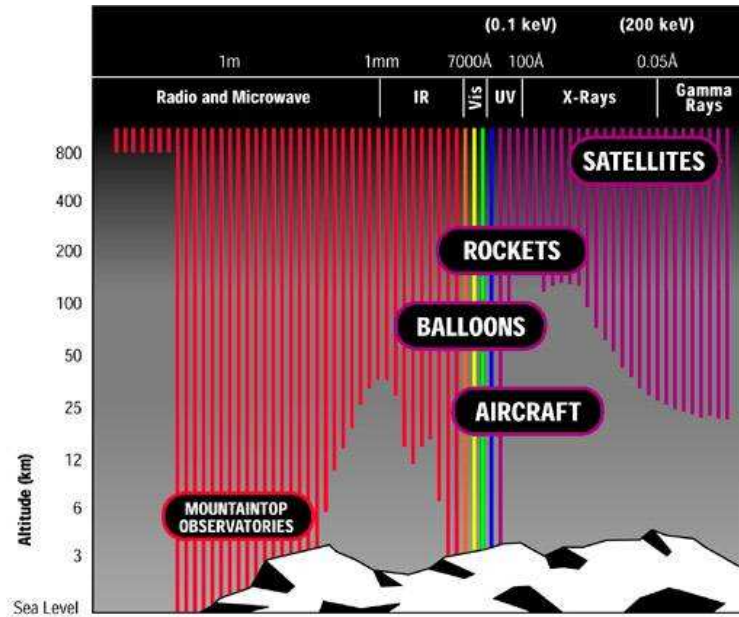 (0.1 keV) (200 keV)
1m 1mm 7000Å 100Å 0.05Å
Radio and Microwave IR Vis UV X-Rays Gamma Rays
800
SATELLITES
400
200
ROCKETS
100
BALLOONS
50
25
AIRCRAFT
12
Altitude (km)
6
MOUNTAINTOP
OBSERVATORIES
3
Sea Level